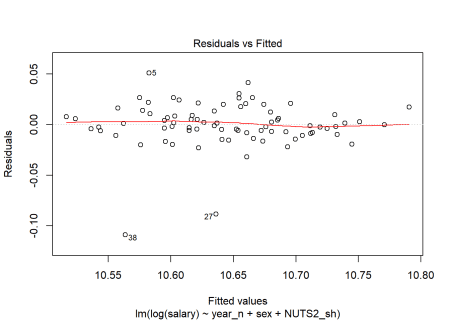 Residuals vs Fitted
Residuals
0.05
0.00
-0.05
-0.10
5
27
38
10.55 10.60 10.65 10.70 10.75 10.80
Fitted values
lm(log(salary) ~ year_n + sex + NUTS2_sh)